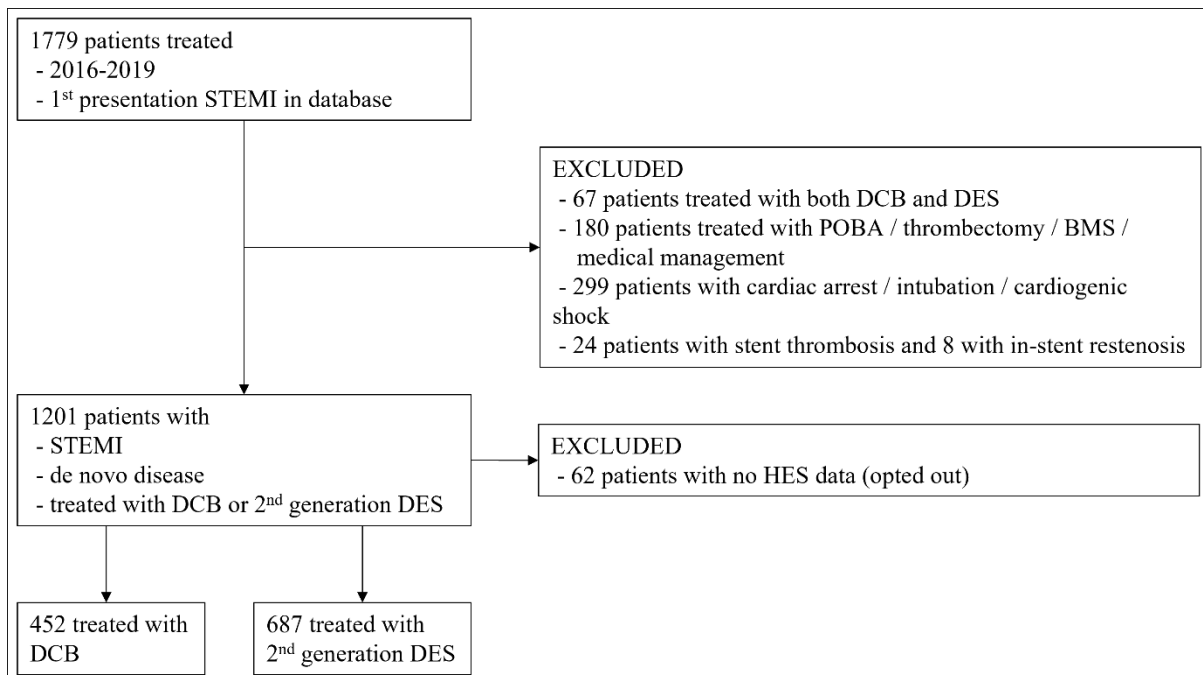 1779 patients treated
- 2016-2019
- 1st presentation STEMI in database
EXCLUDED
- 67 patients treated with both DCB and DES
- 180 patients treated with POBA / thrombectomy / BMS /
medical management
- 299 patients with cardiac arrest / intubation / cardiogenic
shock
- 24 patients with stent thrombosis and 8 with in-stent restenosis
1201 patients with
- STEMI
- de novo disease
- treated with DCB or 2nd generation DES
EXCLUDED
- 62 patients with no HES data (opted out)
452 treated with
DCB
687 treated with
2nd generation DES